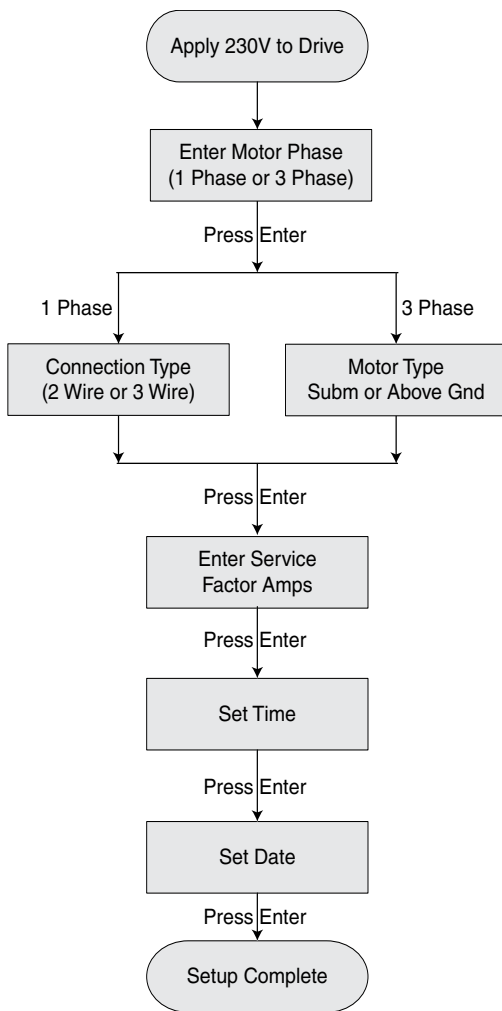 Apply 230V to Drive
Enter Motor Phase
(1 Phase or 3 Phase)
Press Enter
1 Phase
3 Phase
Connection Type
(2 Wire or 3 Wire)
Motor Type
Subm or Above Gnd
Press Enter
Enter Service
Factor Amps
Press Enter
Set Time
Press Enter
Set Date
Press Enter
Setup Complete